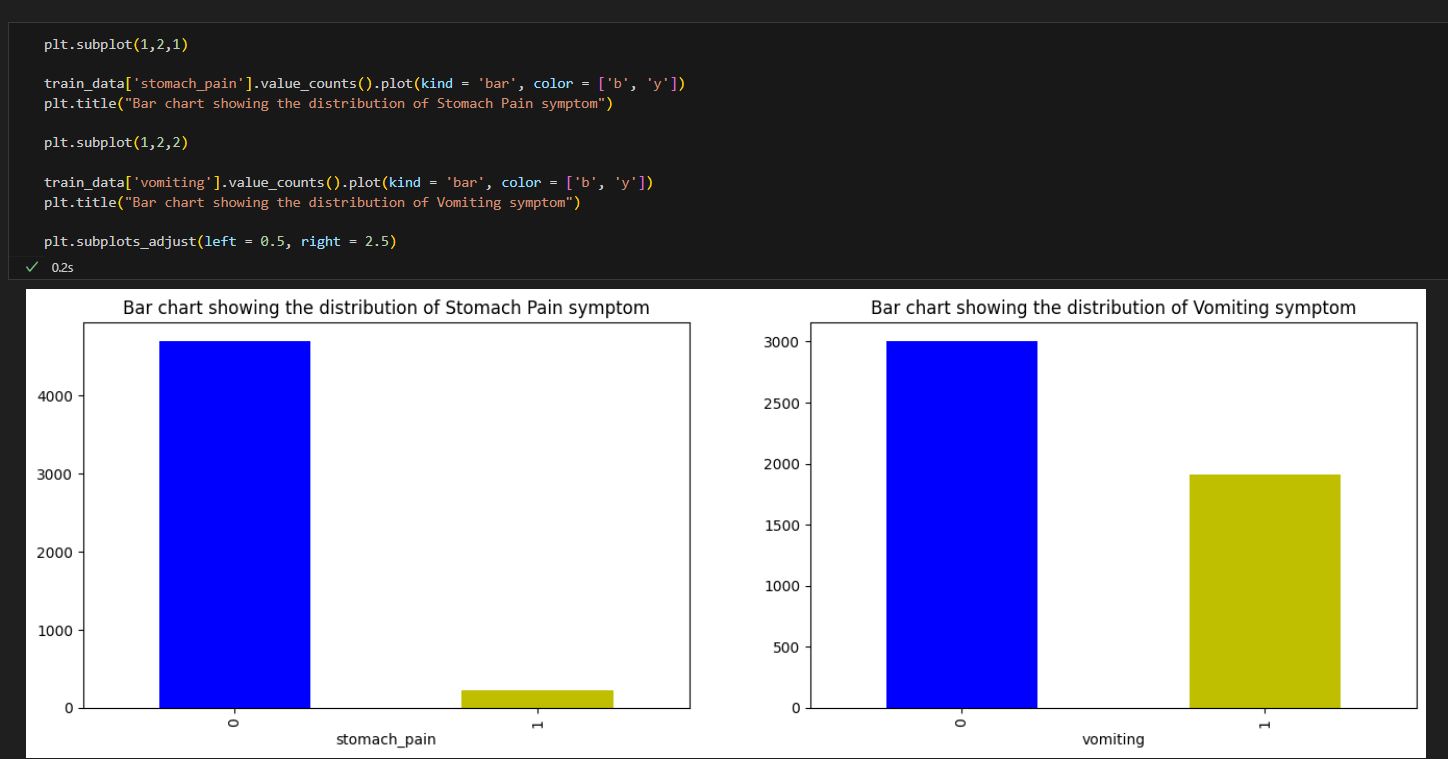 plt.subplot(1,2,1)
train_data['stomach_pain'].value_counts().plot(kind = 'bar', color = ['b', 'y'])
plt.title("Bar chart showing the distribution of Stomach Pain symptom")
plt.subplot(1,2,2)
train_data['vomiting'].value_counts().plot(kind = 'bar', color = ['b', 'y'])
plt.title("Bar chart showing the distribution of Vomiting symptom")
plt.subplots_adjust(left = 0.5, right = 2.5)
0.2s
Bar chart showing the distribution of Stomach Pain symptom
4000
3000
2000
1000
0
0
1
stomach_pain
Bar chart showing the distribution of Vomiting symptom
3000
2500
2000
1500
1000
500
0
0
1
vomiting